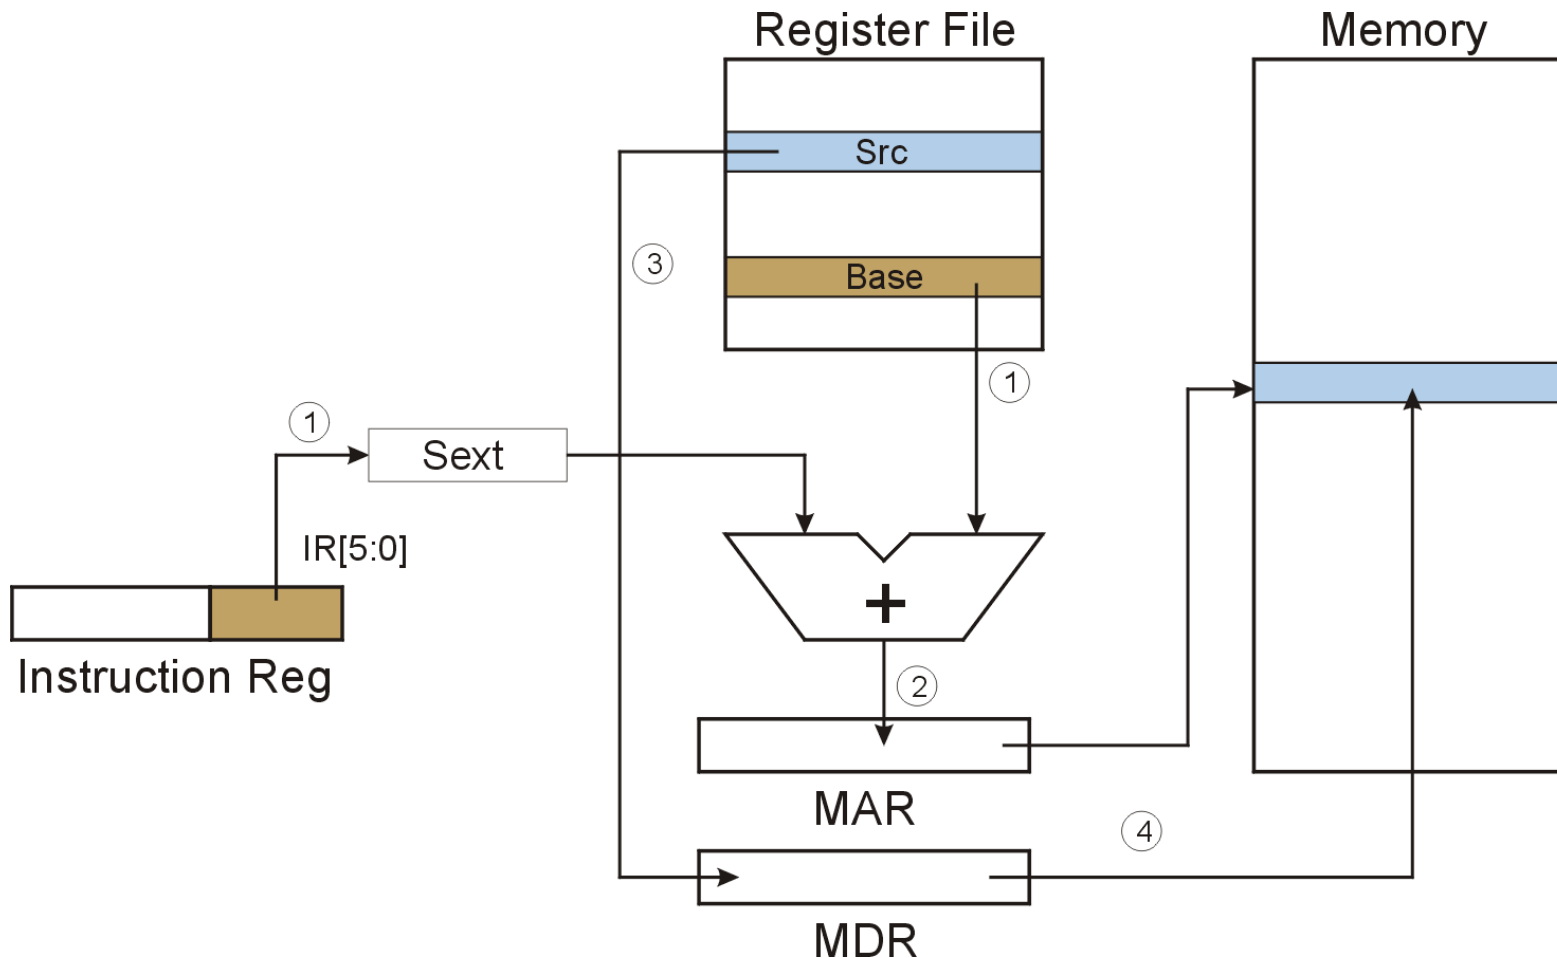 Register File
Memory
Src
3
Base
1
1
Sext
IR[5:0]
+
Instruction Reg
2
MAR
4
MDR